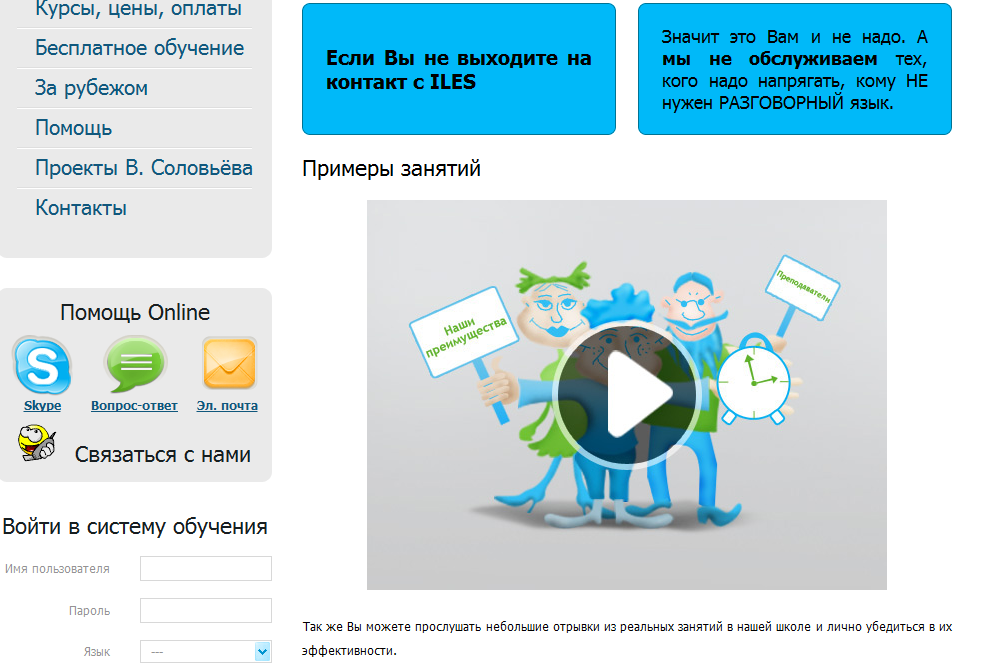 Курсы, цены, оплаты
Бесплатное обучение
За рубежом
Помощь
Проекты В. Соловьёва
Контакты
Помощь Online
Skype
Вопрос-ответ
Эл. почта
Связаться с нами
Войти в систему обучения
Имя пользователя
Пароль
Язык
---
Если Вы не выходите на
контакт с ILES
Значит это Вам и не надо. А
мы не обслуживаем тех,
кого надо напрягать, кому НЕ
нужен РАЗГОВОРНЫЙ язык.
Примеры занятий
Наши
преимущества
Преподаватели
Так же Вы можете прослушать небольшие отрывки из реальных занятий в нашей школе и лично убедиться в их
эффективности.